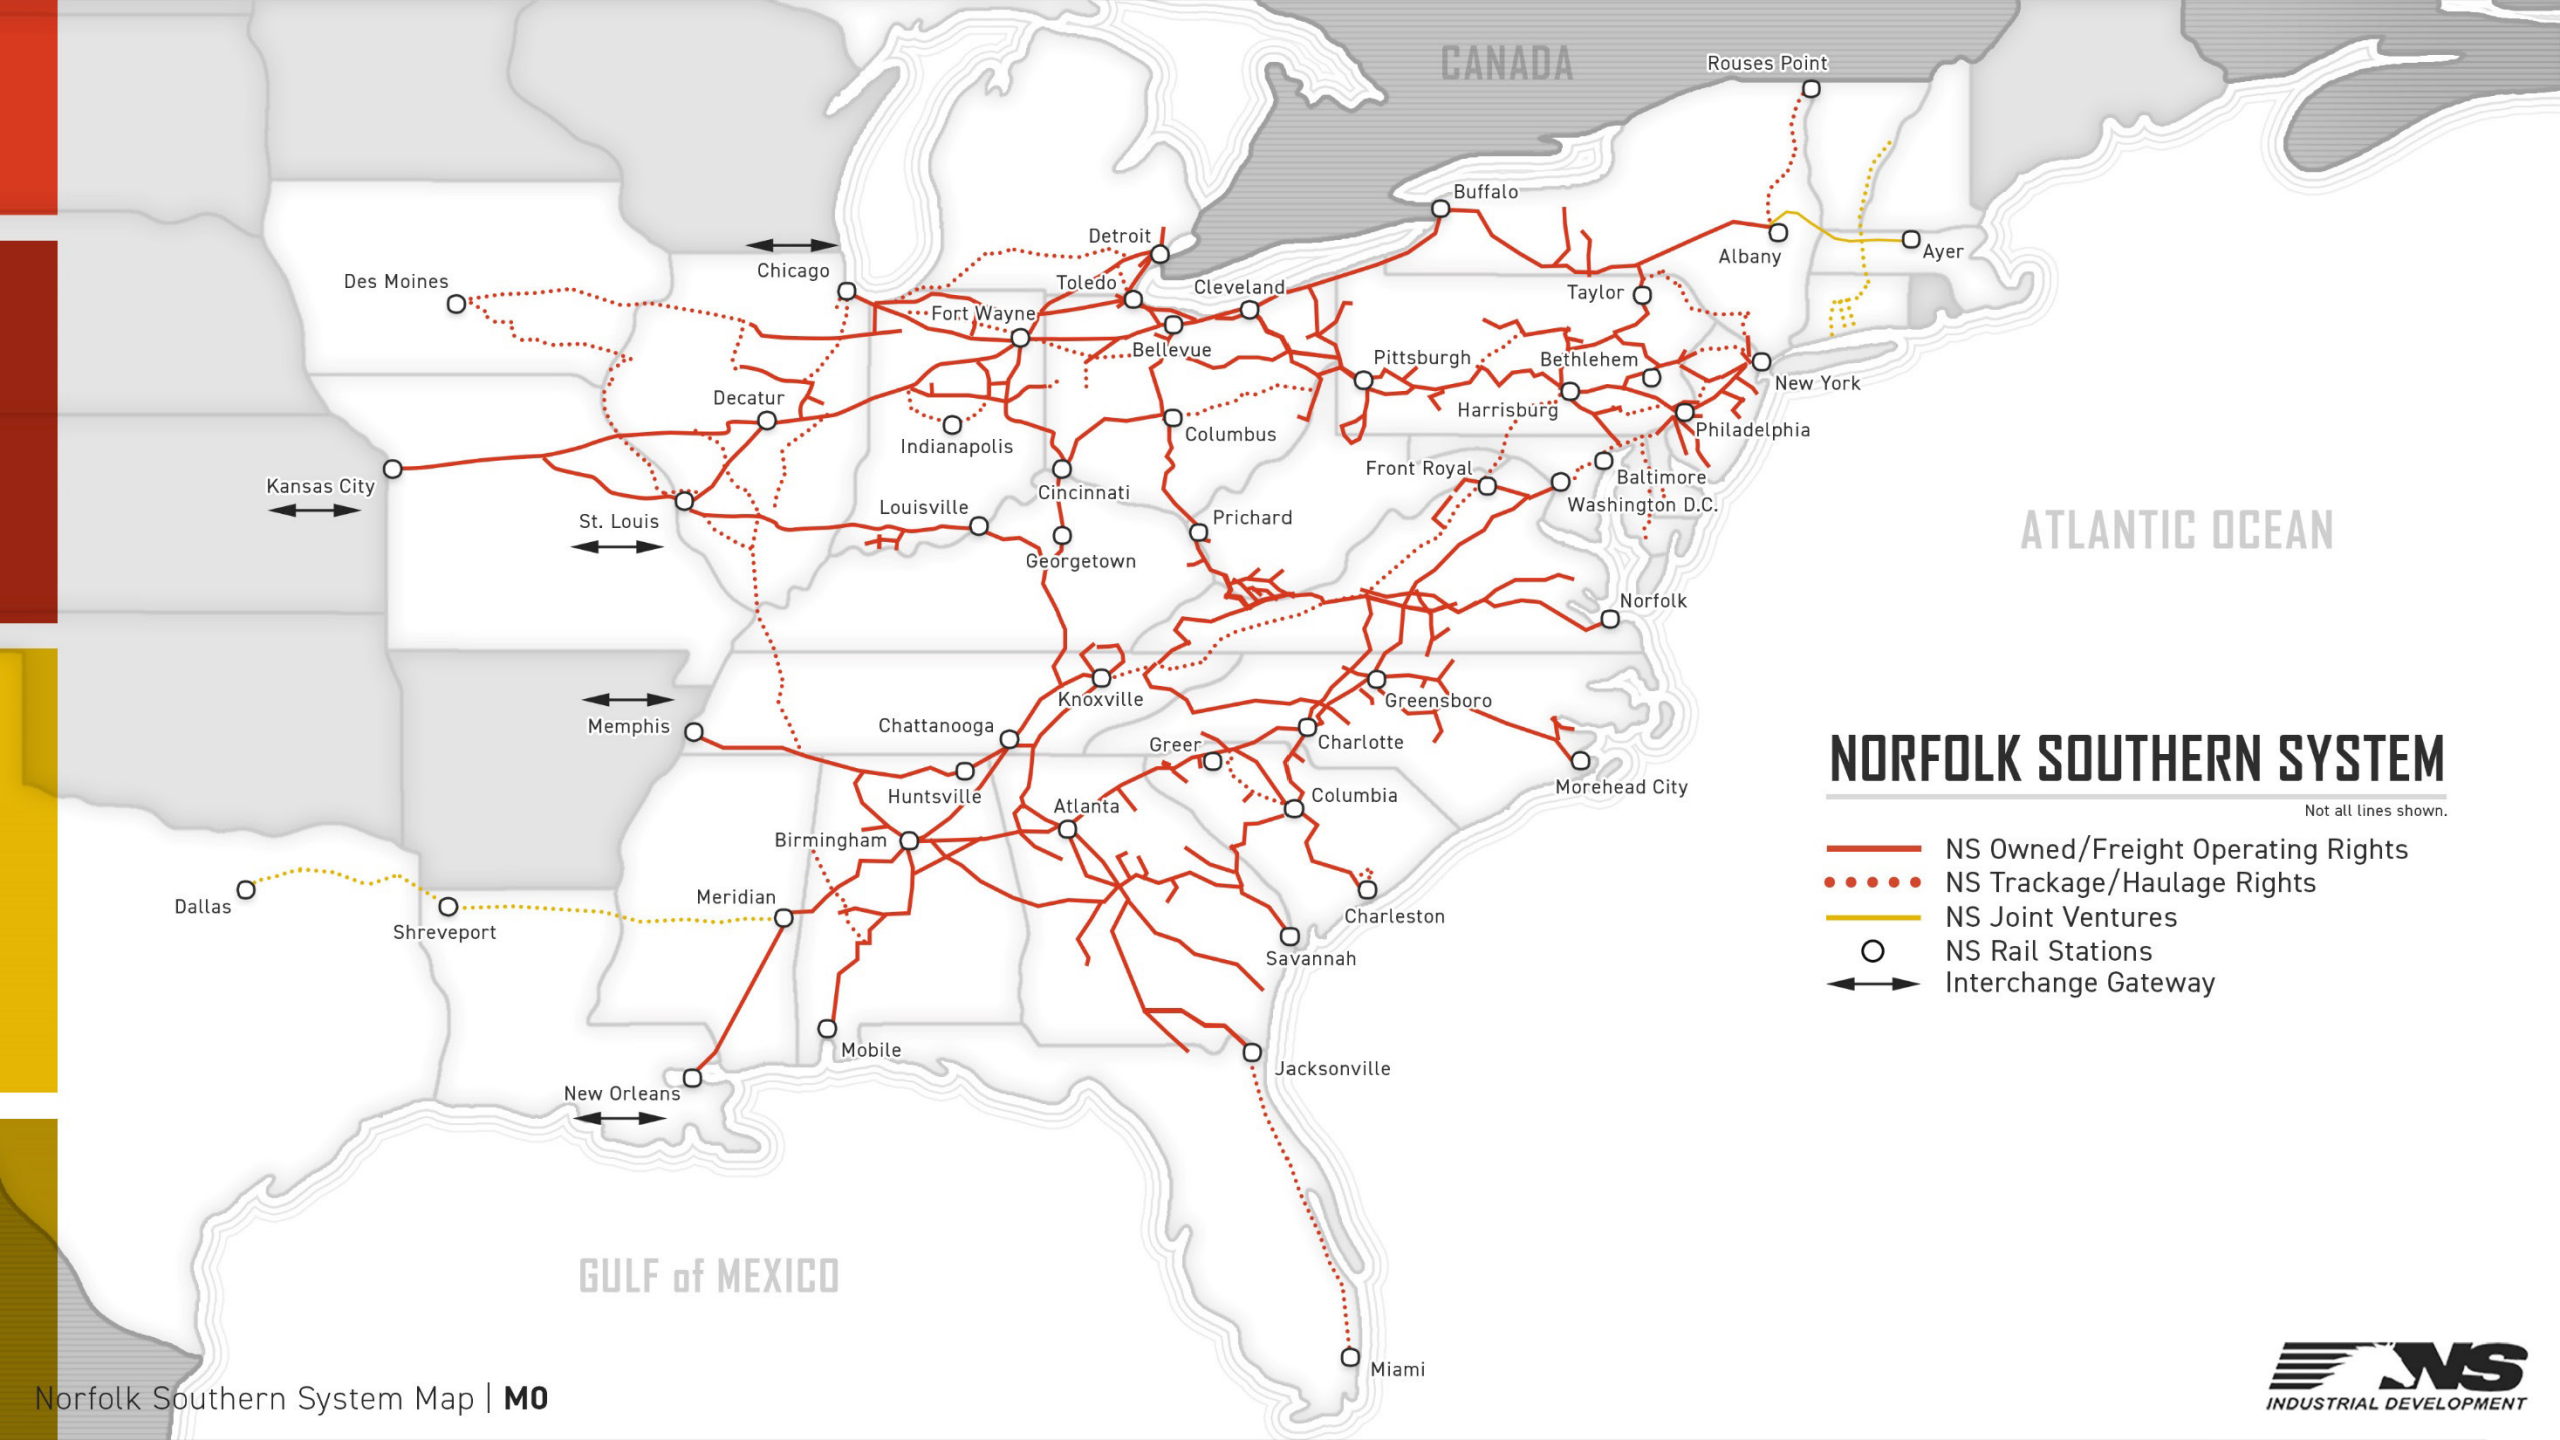 CANADA
Rouses Point
Buffalo
Detroit
Albany
Ayer
Chicago
Des Moines
Toledo
Cleveland
Taylor
Fort Wayne
Bellevue
Pittsburgh
Bethlehem
New York
Decatur
Harrisburg
Indianapolis
Columbus
Philadelphia
Front Royal
Baltimore
Kansas City
Cincinnati
Washington D.C.
Louisville
St. Louis
Prichard
ATLANTIC OCEAN
Georgetown
Norfolk
Knoxville
Greensboro
Memphis
Chattanooga
Greer
Charlotte
Huntsville
Morehead City
Columbia
Atlanta
Birmingham
Meridian
Dallas
Shreveport
Charleston
Savannah
Mobile
Jacksonville
New Orleans
GULF of MEXICO
Miami
NORFOLK SOUTHERN SYSTEM
Not all lines shown.
NS Owned/Freight Operating Rights
NS Trackage/Haulage Rights
NS Joint Ventures
NS Rail Stations
Interchange Gateway
Norfolk Southern System Map | MO
NS
INDUSTRIAL DEVELOPMENT